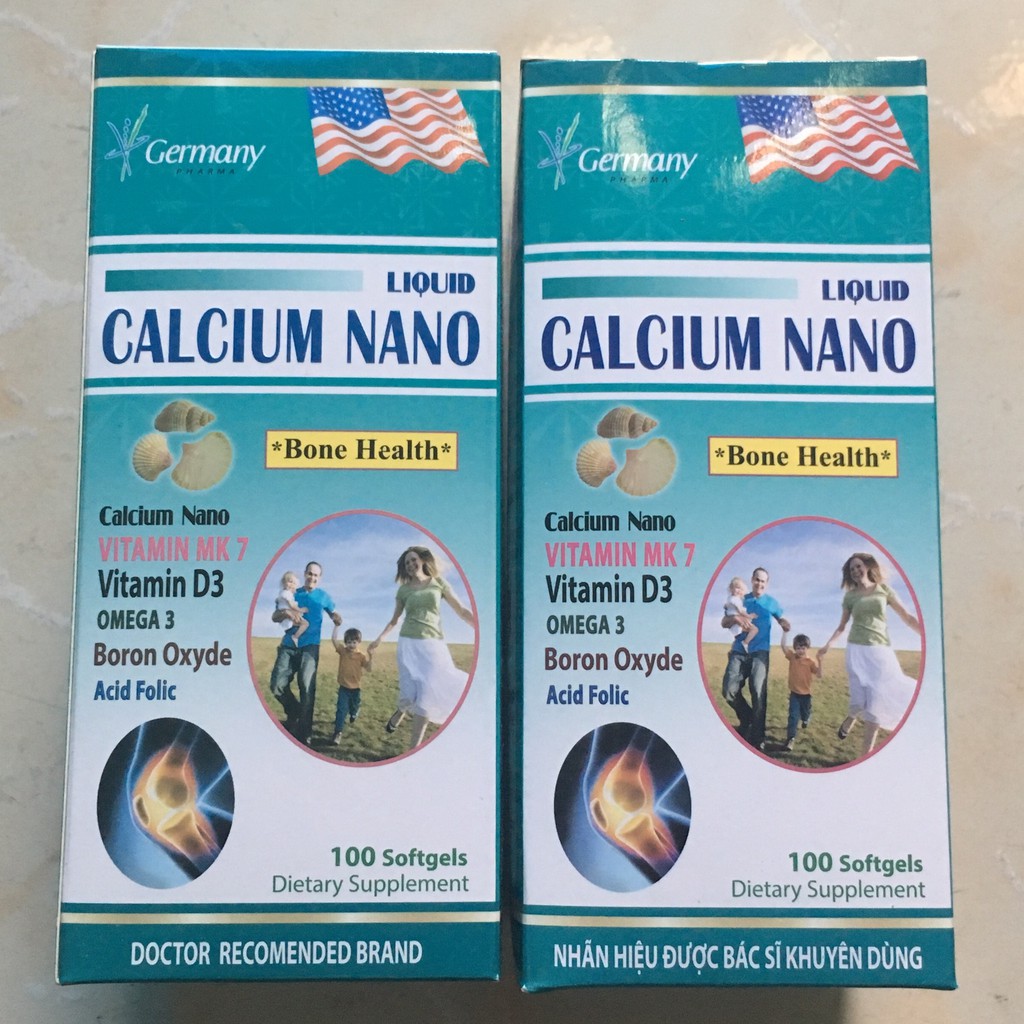 Germany
PHARMA
LIQUID
CALCIUM NANO
*Bone Health*
Calcium Nano
VITAMIN MK 7
Vitamin D3
OMEGA 3
Boron Oxyde
Acid Folic
100 Softgels
Dietary Supplement
DOCTOR RECOMENDED BRAND
Germany
PHARMA
LIQUID
CALCIUM NANO
*Bone Health*
Calcium Nano
VITAMIN MK 7
Vitamin D3
OMEGA 3
Boron Oxyde
Acid Folic
100 Softgels
Dietary Supplement
NHÃN HIỆU ĐƯỢC BÁC SĨ KHUYÊN DÙNG